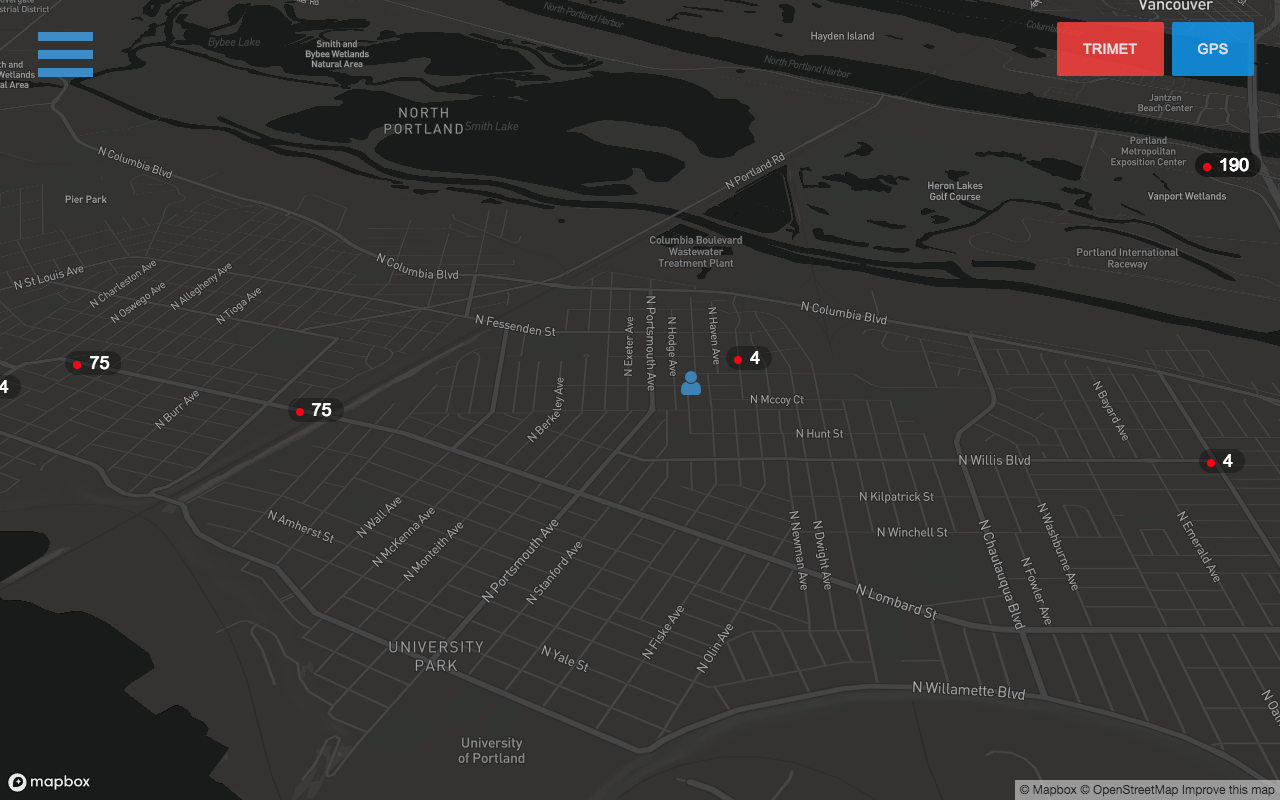 Vancouver
Hayden Island
North Portland Harbor
North Portland Harbor
TRIMET
GPS
Bybee Lake
Smith and
Bybee Wetlands
Natural Area
Jantzen
Beach Center
NORTH
PORTLAND
Smith Lake
Portland
Metropolitan
Exposition Center
190
N Columbia Blvd
N Portland Rd
Heron Lakes
Golf Course
Vanport Wetlands
Pier Park
Columbia Boulevard
Wastewater
Treatment Plant
Portland International
Raceway
N St Louis Ave
N Charleston Ave
N Oswego Ave
N Allegheny Ave
N Tioga Ave
N Columbia Blvd
N Columbia Blvd
N Fessenden St
N Exeter Ave
N Portsmouth Ave
N Hodge Ave
N Haven Ave
4
75
4
75
N Burr Ave
N Berkeley Ave
N Mccoy Ct
N Hunt St
N Bayard Ave
N Willis Blvd
4
N Kilpatrick St
N Winchell St
N Amherst St
N Wall Ave
N McKenna Ave
N Monteith Ave
N Portsmouth Ave
N Stanford Ave
N Newman Ave
N Dwight Ave
N Chautauqua Blvd
N Washburne Ave
N Fowler Ave
N Emerald Ave
N Lombard St
UNIVERSITY
PARK
N Yale St
N Fiske Ave
N Olin Ave
N Willamette Blvd
University
of Portland
mapbox
© Mapbox © OpenStreetMap Improve this map